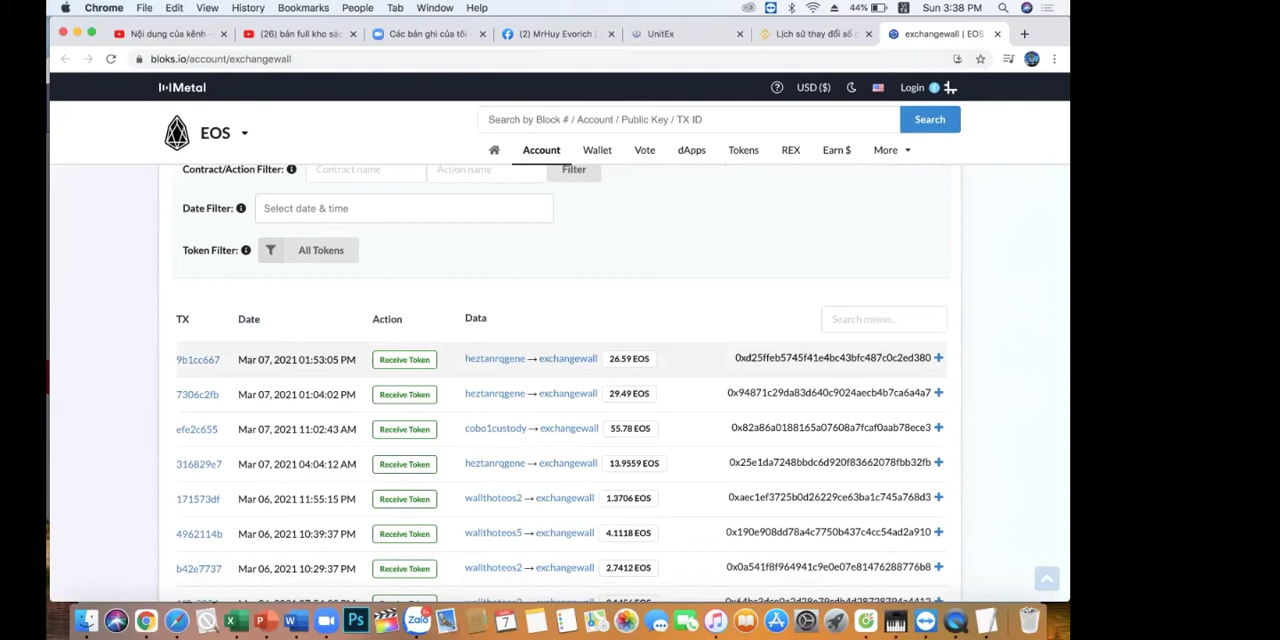 Chrome File Edit View History Bookmarks People Tab Window Help 44% Sun 3:38 PM
Nội dung của kênh (26) bản full kho sá Các bản ghi của tôi (2) MrHuy Evorich UnitEx Lịch sử thay đổi số c exchangewall | EOS
bloks.io/account/exchangewall
Metal USD ($) Login
EOS Search by Block # / Account / Public Key / TX ID Search
Account Wallet Vote dApps Tokens REX Earn $ More
Contract/Action Filter: Contract name Action name Filter
Date Filter: Select date & time
Token Filter: All Tokens
TX Date Action Data Search memo...
9b1cc667 Mar 07, 2021 01:53:05 PM Receive Token heztanrqgene → exchangewall 26.59 EOS 0xd25ffeb5745f41e4bc43bfc487c0c2ed380
7306c2fb Mar 07, 2021 01:04:02 PM Receive Token heztanrqgene → exchangewall 29.49 EOS 0x94871c29da83d640c9024aecb4b7ca6a4a7
efe2c655 Mar 07, 2021 11:02:43 AM Receive Token cobo1custody → exchangewall 55.78 EOS 0x82a86a0188165a07608a7fcaf0aab78ece3
316829e7 Mar 07, 2021 04:04:12 AM Receive Token heztanrqgene → exchangewall 13.9559 EOS 0x25e1da7248bbdc6d920f83662078fbb32fb
171573df Mar 06, 2021 11:55:15 PM Receive Token wallthoteos2 → exchangewall 1.3706 EOS 0xaec1ef3725b0d26229ce63ba1c745a768d3
4962114b Mar 06, 2021 10:39:37 PM Receive Token wallthoteos5 → exchangewall 4.1118 EOS 0x190e908dd78a4c7750b437c4cc54ad2a910
b42e7737 Mar 06, 2021 10:29:37 PM Receive Token wallthoteos2 → exchangewall 2.7412 EOS 0x0a541f8f964941c9e0e07e81476288776b8
Zalo 7